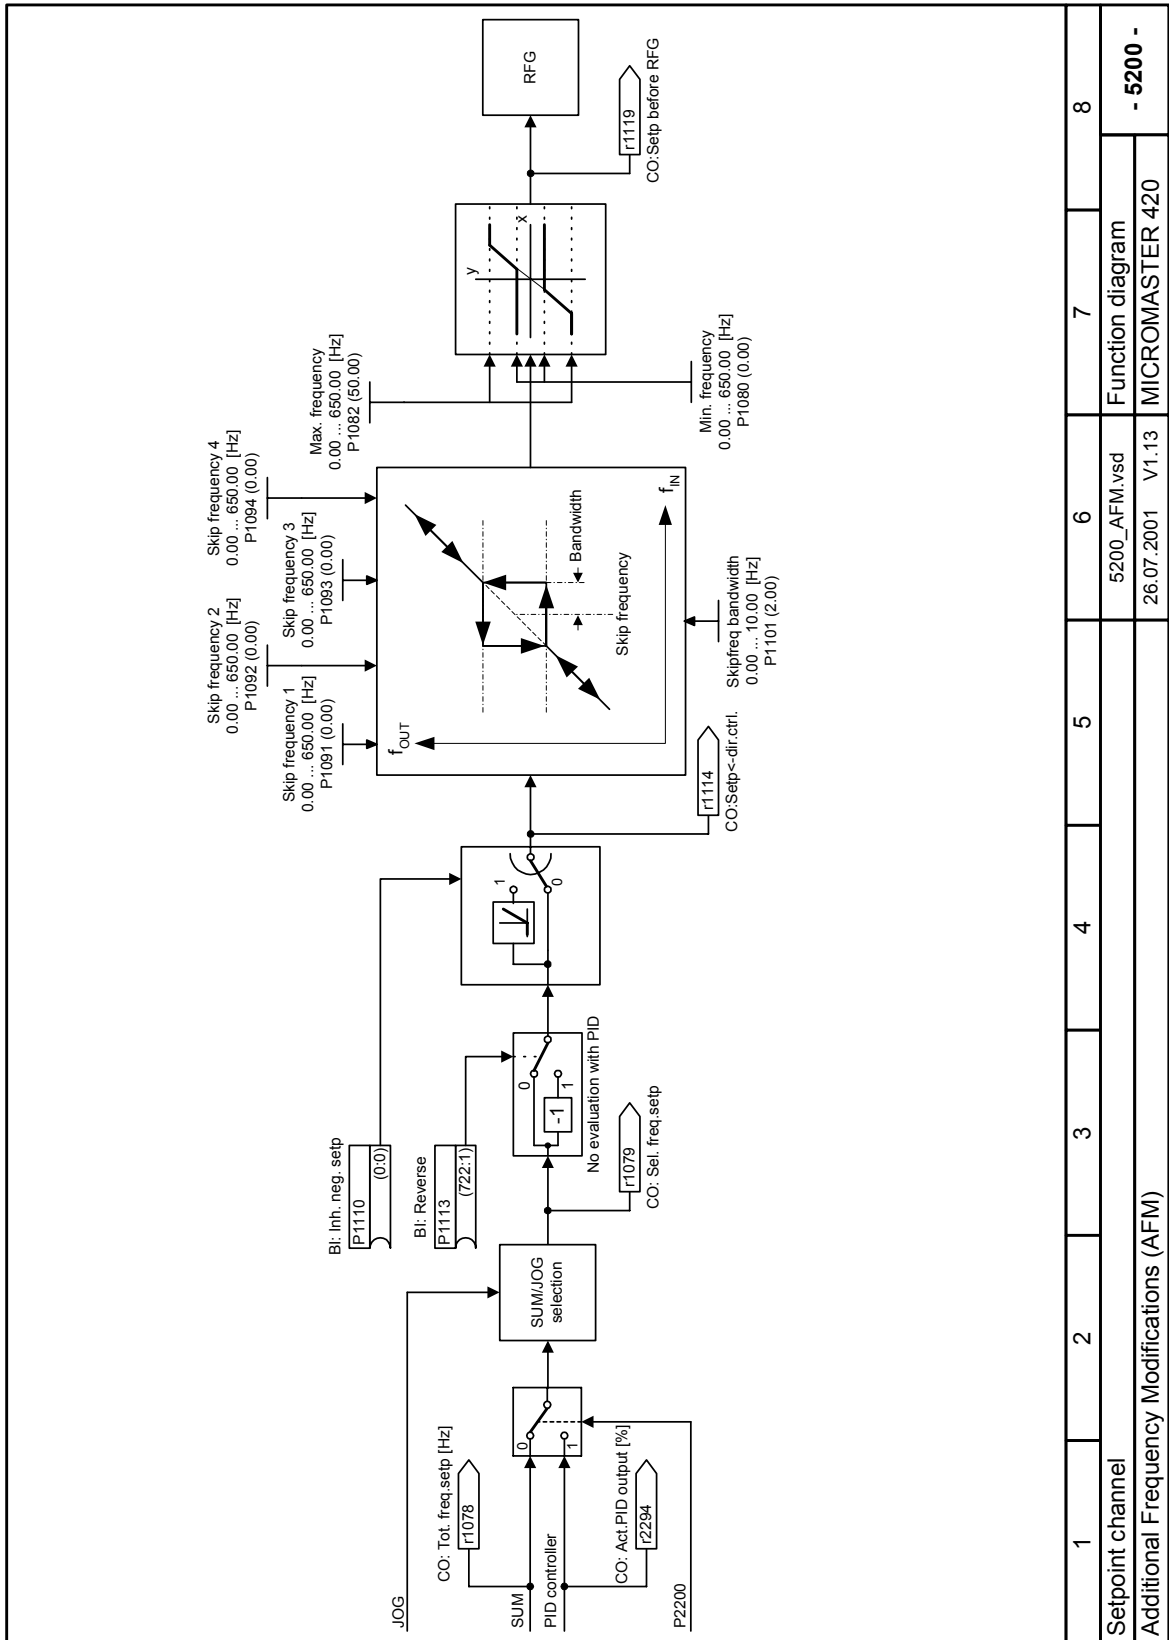 JOG
CO: Tot. freq.setp [Hz]
r1078
SUM
PID controller
CO: Act.PID output [%]
r2294
P2200
0
1
SUM/JOG
selection
BI: Inh. neg. setp
P1110
(0:0)
BI: Reverse
P1113
(722:1)
r1079
CO: Sel. freq.setp
0
-1
1
No evaluation with PID
1
0
r1114
CO:Setp<-dir.ctrl.
Skip frequency 1
0.00 ... 650.00 [Hz]
P1091 (0.00)
Skip frequency 2
0.00 ... 650.00 [Hz]
P1092 (0.00)
Skip frequency 3
0.00 ... 650.00 [Hz]
P1093 (0.00)
Skip frequency 4
0.00 ... 650.00 [Hz]
P1094 (0.00)
fOUT
Skip frequency
Bandwidth
fIN
Skipfreq bandwidth
0.00 ... 10.00 [Hz]
P1101 (2.00)
Max. frequency
0.00 ... 650.00 [Hz]
P1082 (50.00)
Min. frequency
0.00 ... 650.00 [Hz]
P1080 (0.00)
y
x
r1119
CO:Setp before RFG
RFG
1 2 3 4 5 6 7 8
Setpoint channel
5200_AFM.vsd
Function diagram
- 5200 -
Additional Frequency Modifications (AFM)
26.07.2001 V1.13
MICROMASTER 420